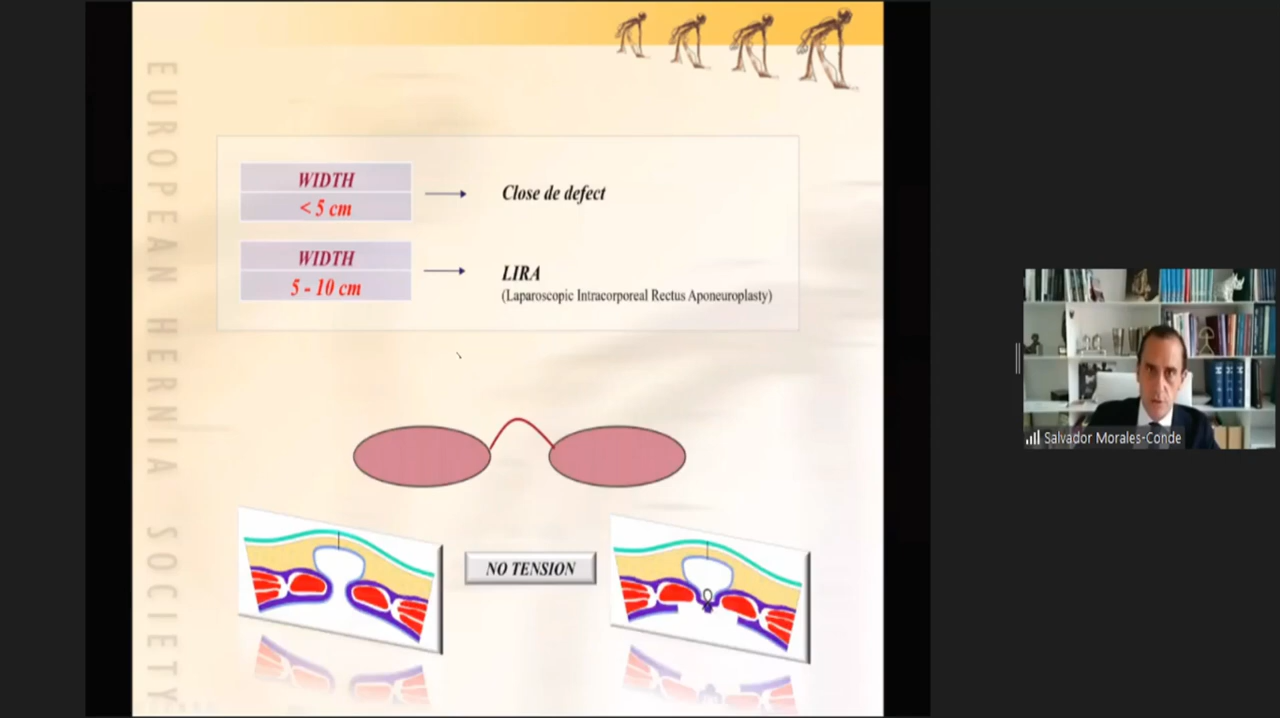 EUROPEAN HERNIA SOCIETY
WIDTH
< 5 cm
Close de defect
WIDTH
5 - 10 cm
LIRA
(Laparoscopic Intracorporeal Rectus Aponeuroplasty)
NO TENSION
Salvador Morales-Conde